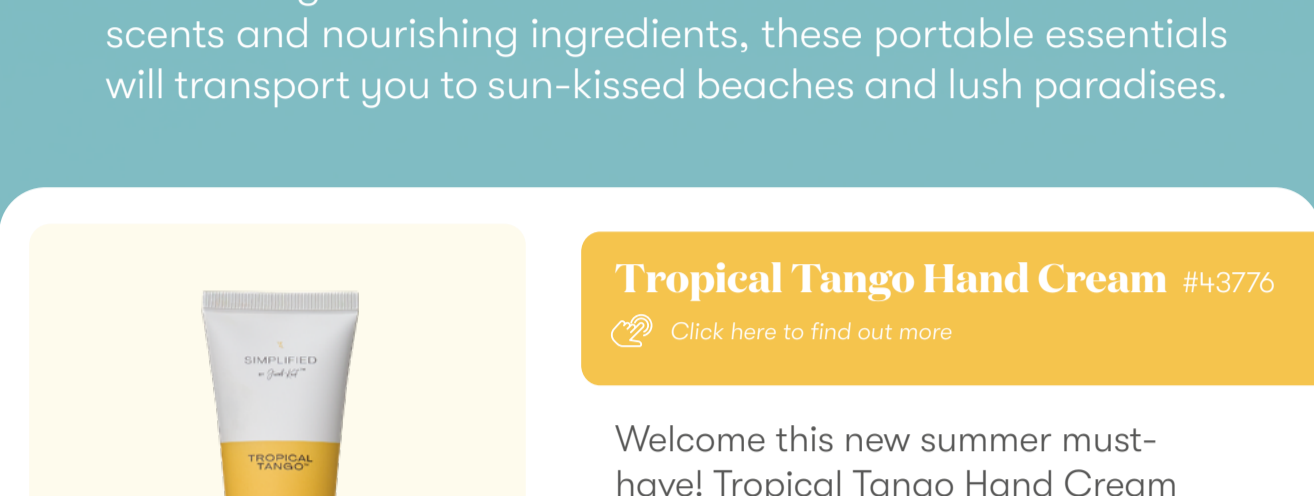 scents and nourishing ingredients, these portable essentials
will transport you to sun-kissed beaches and lush paradises.
Tropical Tango Hand Cream #43776
Click here to find out more
SIMPLIFIED
TROPICAL
TANGO™
Welcome this new summer must-
have! Tropical Tango Hand Cream